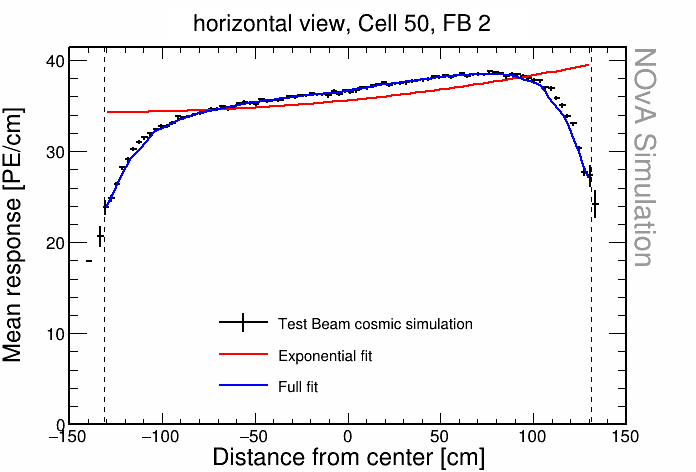 horizontal view, Cell 50, FB 2
Mean response [PE/cm]
40
30
20
10
0
Test Beam cosmic simulation
Exponential fit
Full fit
−150 −100 −50 0 50 100 150
Distance from center [cm]
NOvA Simulation